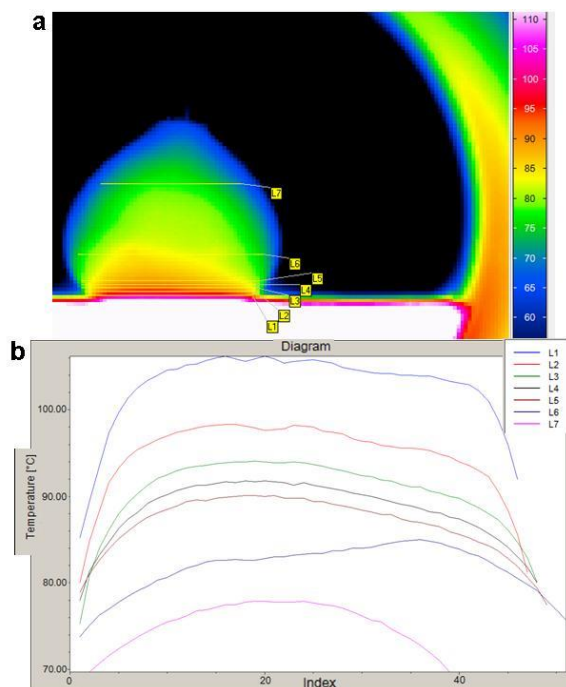 a
110
105
100
95
90
85
80
75
70
65
60
L7
L6
L5
L4
L3
L2
L1
b
Diagram
L1
L2
L3
L4
L5
L6
L7
Temperature [°C]
100.00
90.00
80.00
70.00
0
20
40
Index